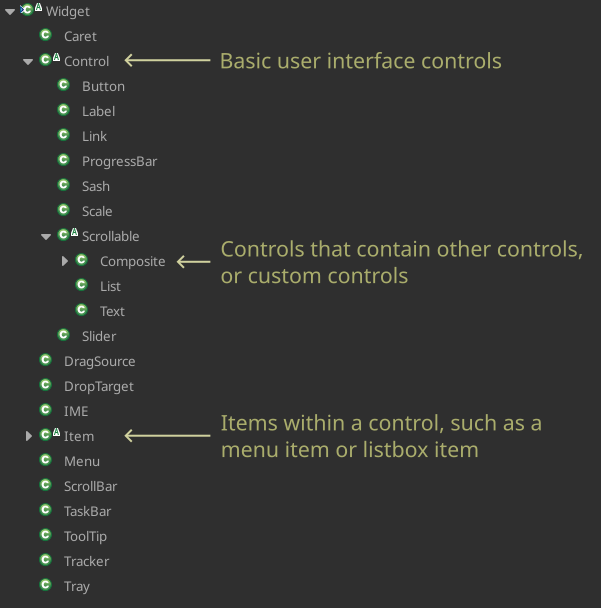 Widget
Caret
Control
Basic user interface controls
Button
Label
Link
ProgressBar
Sash
Scale
Scrollable
Controls that contain other controls,
or custom controls
Composite
List
Text
Slider
DragSource
DropTarget
IME
Items within a control, such as a
menu item or listbox item
Item
Menu
ScrollBar
TaskBar
ToolTip
Tracker
Tray